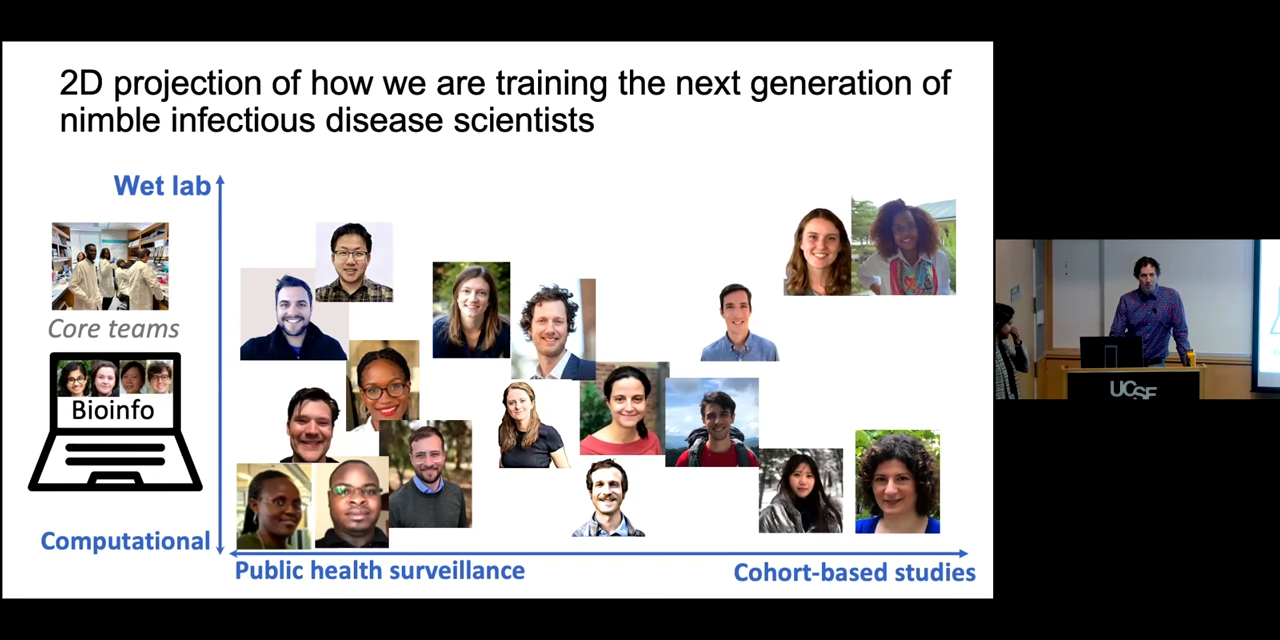 2D projection of how we are training the next generation of
nimble infectious disease scientists
Wet lab
Core teams
Bioinfo
Computational
Public health surveillance
Cohort-based studies
UCSF